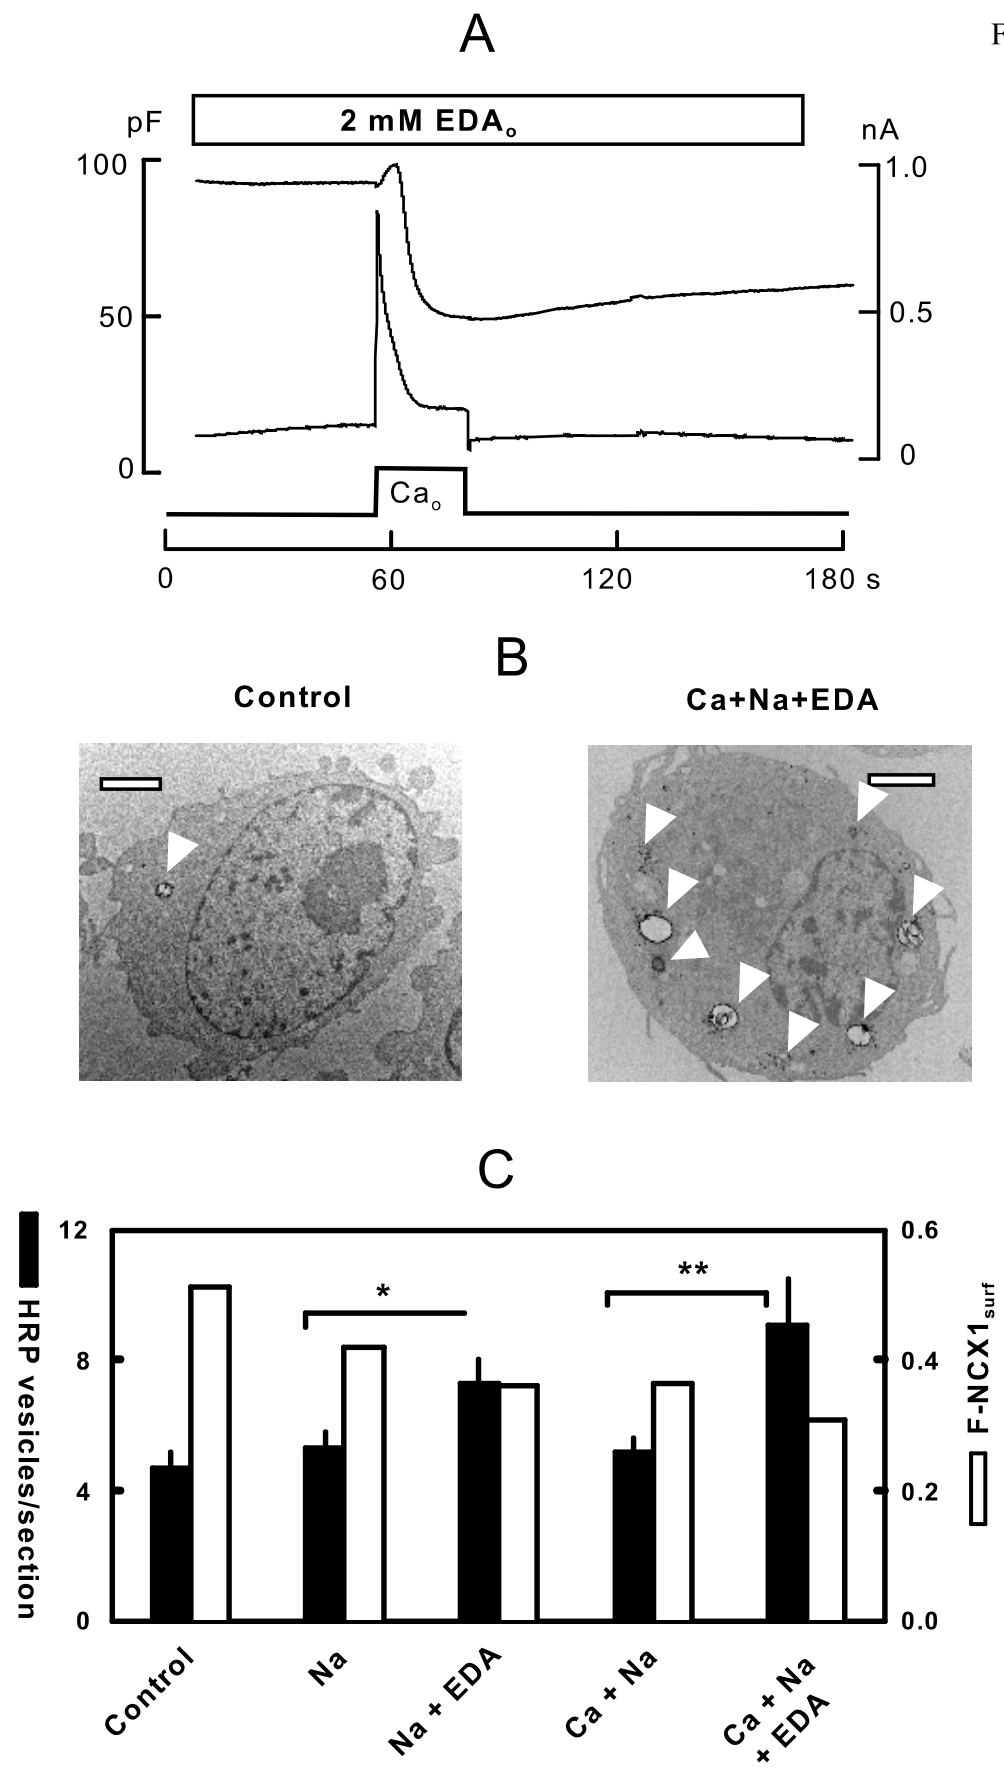 A
F
2 mM EDAo
pF
nA
100
1.0
50
0.5
0
0
Cao
0
60
120
180 s
B
Control
Ca+Na+EDA
C
12
0.6
8
0.4
4
0.2
0
0.0
HRP vesicles/section
F-NCX1surf
*
**
Control
Na
Na + EDA
Ca + Na
Ca + Na
+ EDA